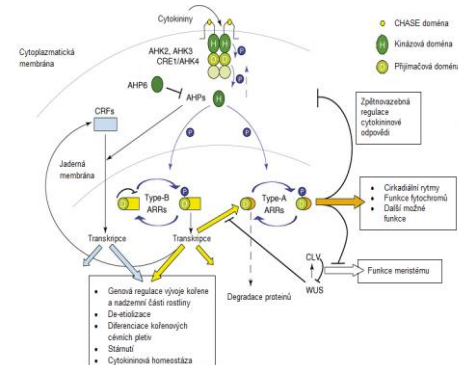 Cytokininy
CHASE doména
Kinázová doména
Přijímačová doména
Cytoplazmatická
membrána
AHK2, AHK3
CRE1/AHK4
H
H
D
D
P
P
AHP6
AHPs
H
CRFs
Zpětnovazebná
regulace
cytokininové
odpovědi
P
P
Jaderná
membrána
Type-B
ARRs
P
D
D
Type-A
ARRs
P
D
D
Cirkadiální rytmy
Funkce fytochromů
Další možné
funkce
Transkripce
Transkripce
CLV
WUS
Funkce meristému
Degradace proteinů
Genová regulace vývoje kořene
a nadzemní části rostliny
De-etiolizace
Diferenciace kořenových
cévních pletiv
Stárnutí
Cytokininová homeostáza